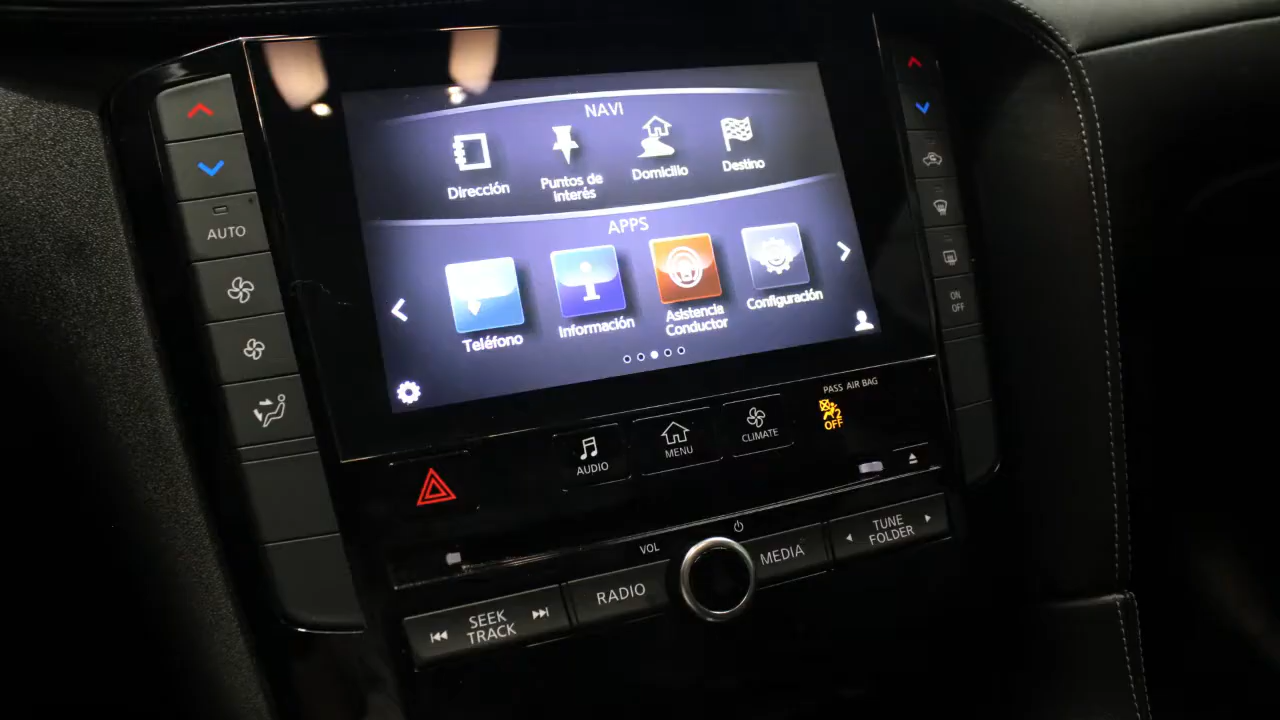 NAVI
Dirección
Puntos de
interés
Domicilio
Destino
APPS
Teléfono
Información
Asistencia
Conductor
Configuración
AUTO
ON
OFF
AUDIO
MENU
CLIMATE
PASS AIR BAG
2
OFF
VOL
SEEK
TRACK
RADIO
MEDIA
TUNE
FOLDER